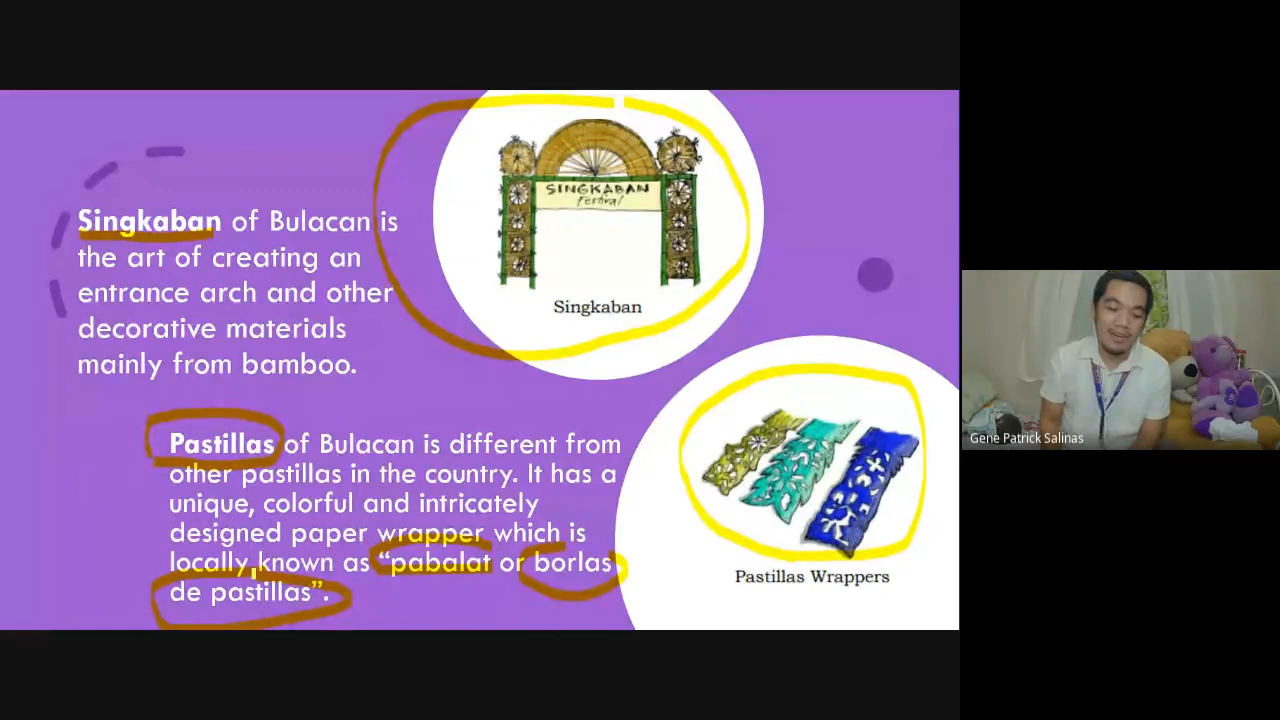 Singkaban of Bulacan is
the art of creating an
entrance arch and other
decorative materials
mainly from bamboo.
SINGKABAN
Festival
Singkaban
Pastillas of Bulacan is different from
other pastillas in the country. It has a
unique, colorful and intricately
designed paper wrapper which is
locally known as “pabalat or borlas
de pastillas”.
Pastillas Wrappers
Gene Patrick Salinas